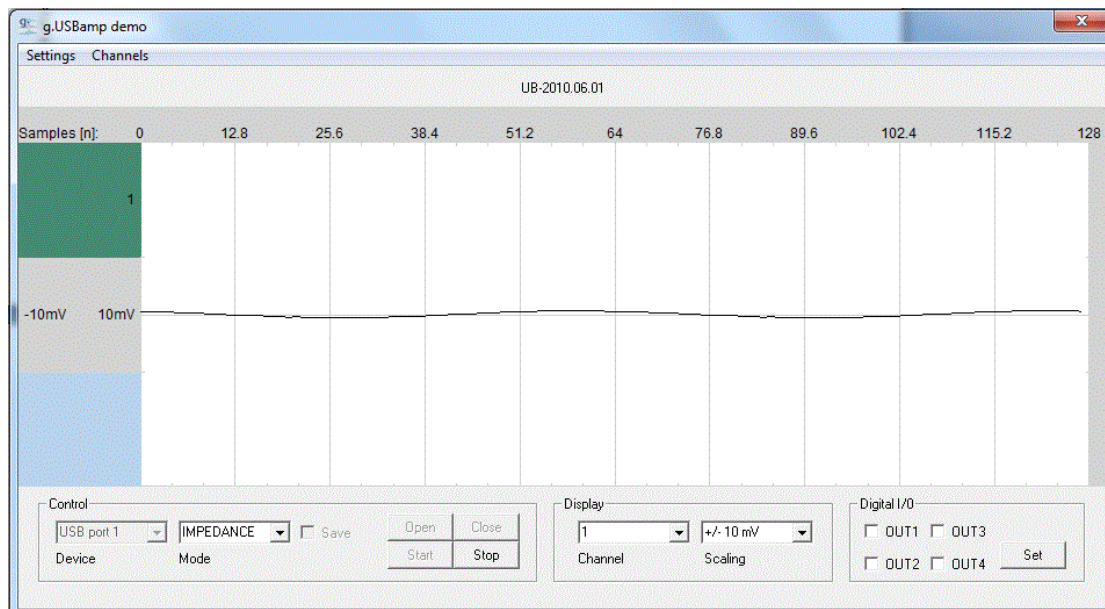 g.USBamp demo
Settings Channels
UB-2010.06.01
Samples [n]: 0 12.8 25.6 38.4 51.2 64 76.8 89.6 102.4 115.2 128
1
-10mV 10mV
Control Display Digital I/O
USB port 1 IMPEDANCE Save Open Close 1 +/- 10 mV OUT1 OUT3
Device Mode Start Stop Channel Scaling OUT2 OUT4 Set